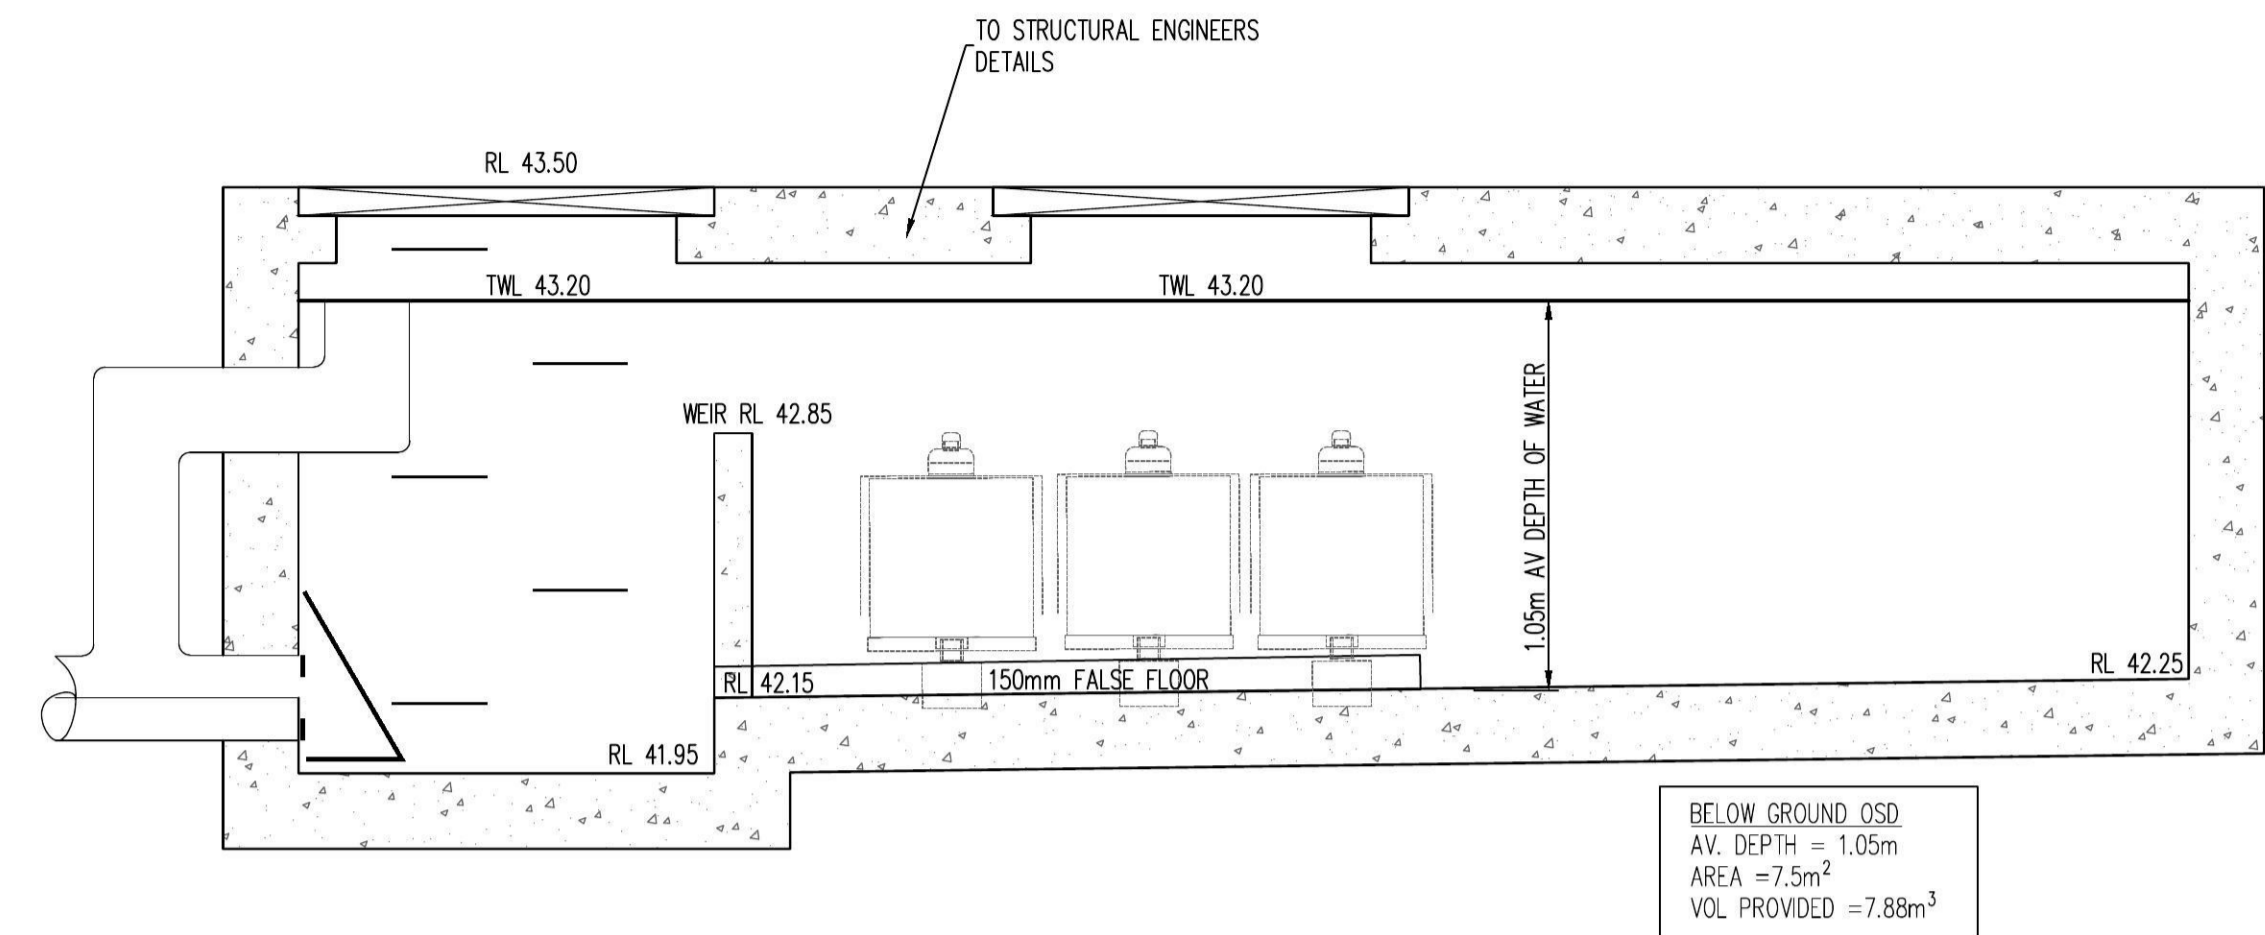 TO STRUCTURAL ENGINEERS
DETAILS
RL 43.50
TWL 43.20
TWL 43.20
WEIR RL 42.85
1.05m AV DEPTH OF WATER
RL 42.15
150mm FALSE FLOOR
RL 42.25
RL 41.95
BELOW GROUND OSD
AV. DEPTH = 1.05m
AREA =7.5m²
VOL PROVIDED =7.88m³